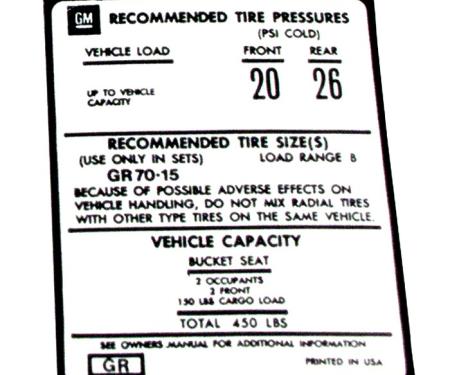 GM RECOMMENDED TIRE PRESSURES
(PSI COLD)
VEHICLE LOAD FRONT REAR
UP TO VEHICLE CAPACITY 20 26
RECOMMENDED TIRE SIZE(S)
(USE ONLY IN SETS) LOAD RANGE B
GR70-15
BECAUSE OF POSSIBLE ADVERSE EFFECTS ON
VEHICLE HANDLING, DO NOT MIX RADIAL TIRES
WITH OTHER TYPE TIRES ON THE SAME VEHICLE.
VEHICLE CAPACITY
BUCKET SEAT
2 OCCUPANTS
2 FRONT
150 LBS CARGO LOAD
TOTAL 450 LBS
SEE OWNERS MANUAL FOR ADDITIONAL INFORMATION
GR PRINTED IN USA